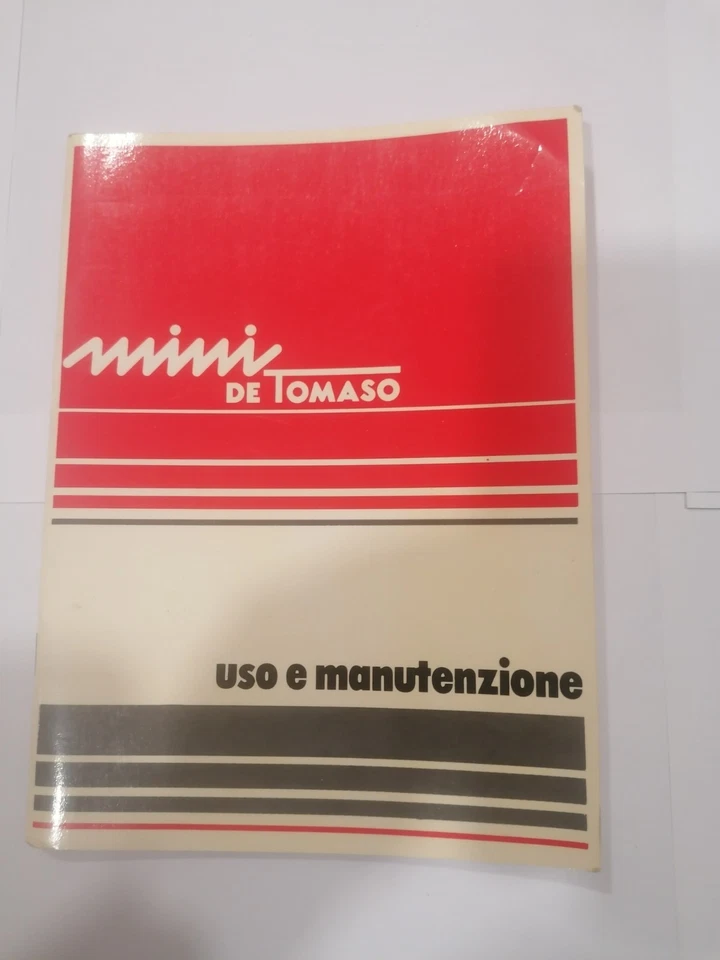 mini
DE TOMASO
uso e manutenzione